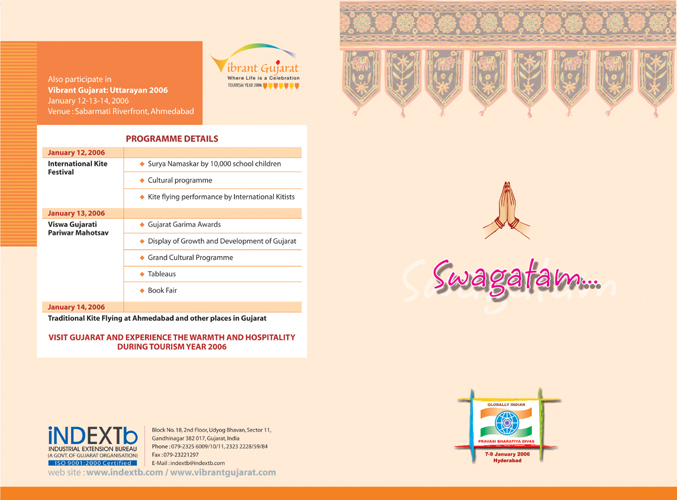 Also participate in
Vibrant Gujarat: Uttarayan 2006
January 12-13-14, 2006
Venue : Sabarmati Riverfront, Ahmedabad
Vibrant Gujarat
Where Life is a Celebration
TOURISM YEAR 2006
PROGRAMME DETAILS
January 12, 2006
International Kite
Festival
Surya Namaskar by 10,000 school children
Cultural programme
Kite flying performance by International Kitists
January 13, 2006
Viswa Gujarati
Pariwar Mahotsav
Gujarat Garima Awards
Display of Growth and Development of Gujarat
Grand Cultural Programme
Tableaus
Book Fair
January 14, 2006
Traditional Kite Flying at Ahmedabad and other places in Gujarat
VISIT GUJARAT AND EXPERIENCE THE WARMTH AND HOSPITALITY
DURING TOURISM YEAR 2006
iNDEXTb
INDUSTRIAL EXTENSION BUREAU
(A GOVT. OF GUJARAT ORGANISATION)
ISO 9001:2000 Certified
Block No. 18, 2nd Floor, Udyog Bhavan, Sector 11,
Gandhinagar 382 017, Gujarat, India
Phone : 079-2325 6009/10/11, 2323 2228/59/84
Fax : 079-23221297
E-Mail : indextb@indextb.com
web site : www.indextb.com / www.vibrantgujarat.com
Swagatam...
GLOBALLY INDIAN
PRAVASI BHARATIYA DIVAS
7-9 January 2006
Hyderabad